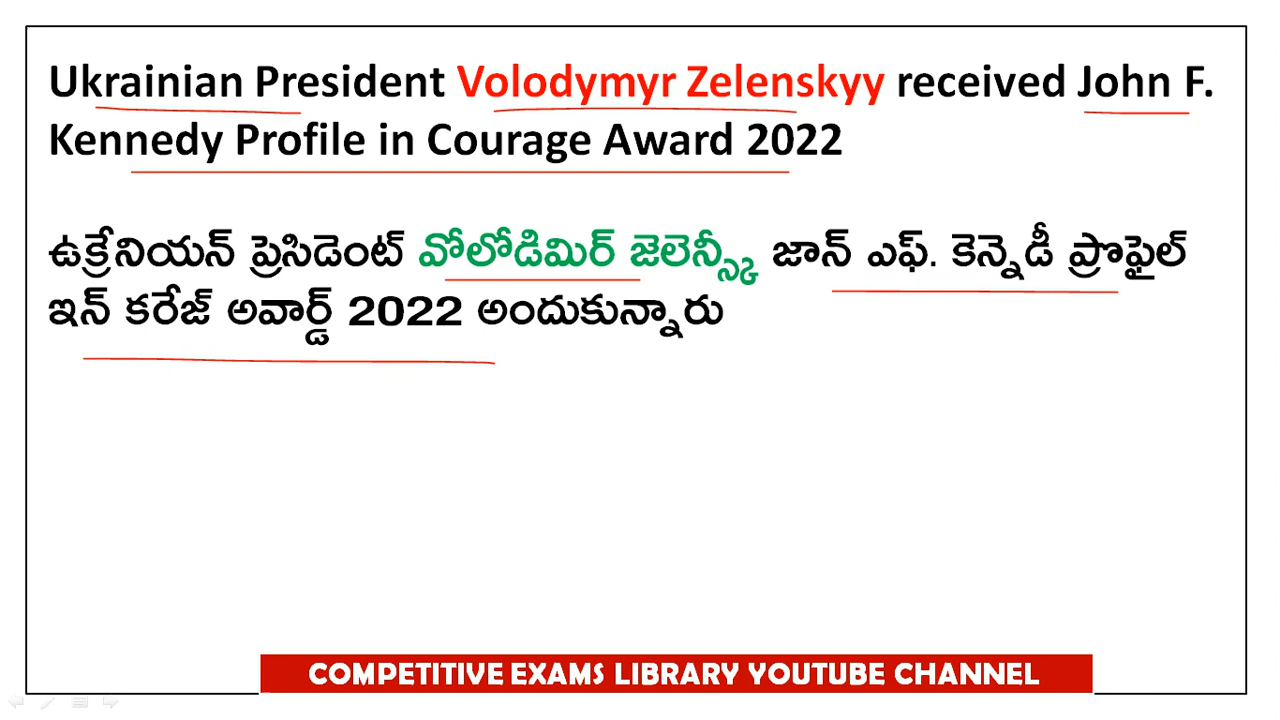 Ukrainian President Volodymyr Zelenskyy received John F.
Kennedy Profile in Courage Award 2022
ఉక్రేనియన్ ప్రెసిడెంట్ వోలోడిమిర్ జెలెన్స్కీ జాన్ ఎఫ్. కెన్నెడీ ప్రొఫైల్
ఇన్ కరేజ్ అవార్డ్ 2022 అందుకున్నారు
COMPETITIVE EXAMS LIBRARY YOUTUBE CHANNEL